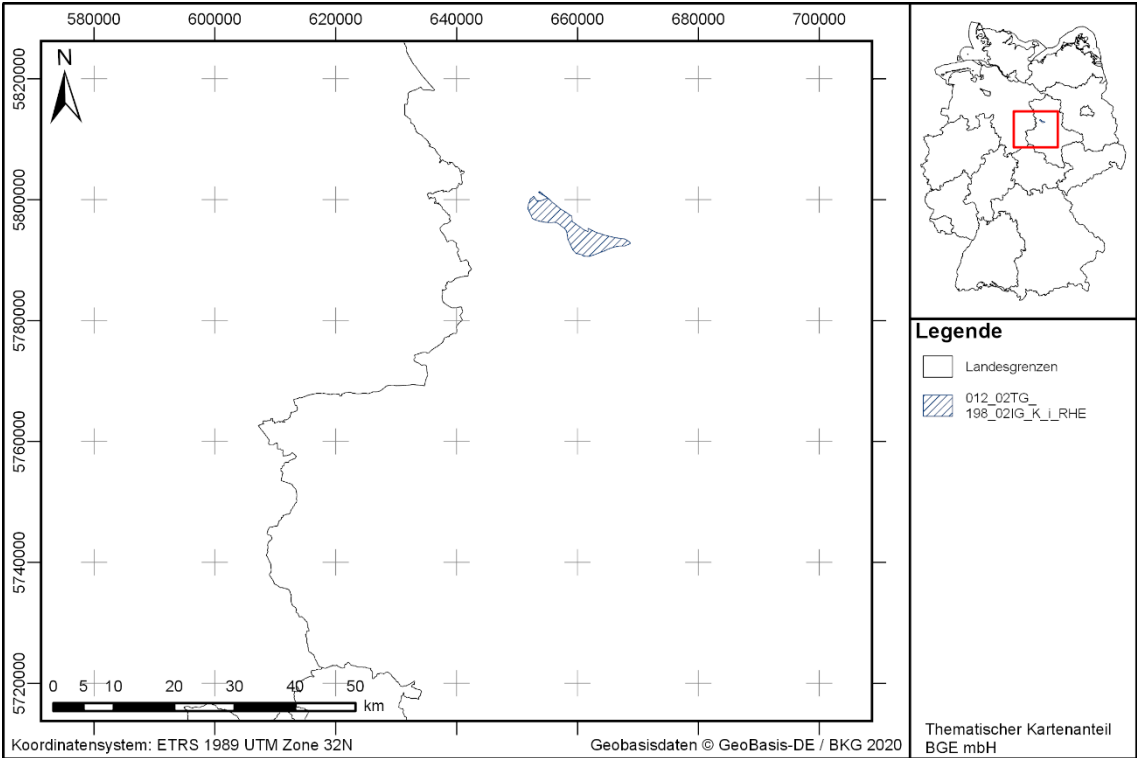 580000 600000 620000 640000 660000 680000 700000
N
5820000
5800000
5780000
5760000
5740000
5720000
0 5 10 20 30 40 50
km
Koordinatensystem: ETRS 1989 UTM Zone 32N
Geobasisdaten © GeoBasis-DE / BKG 2020
Legende
Landesgrenzen
012_02TG_
198_02IG_K_i_RHE
Thematischer Kartenanteil
BGE mbH